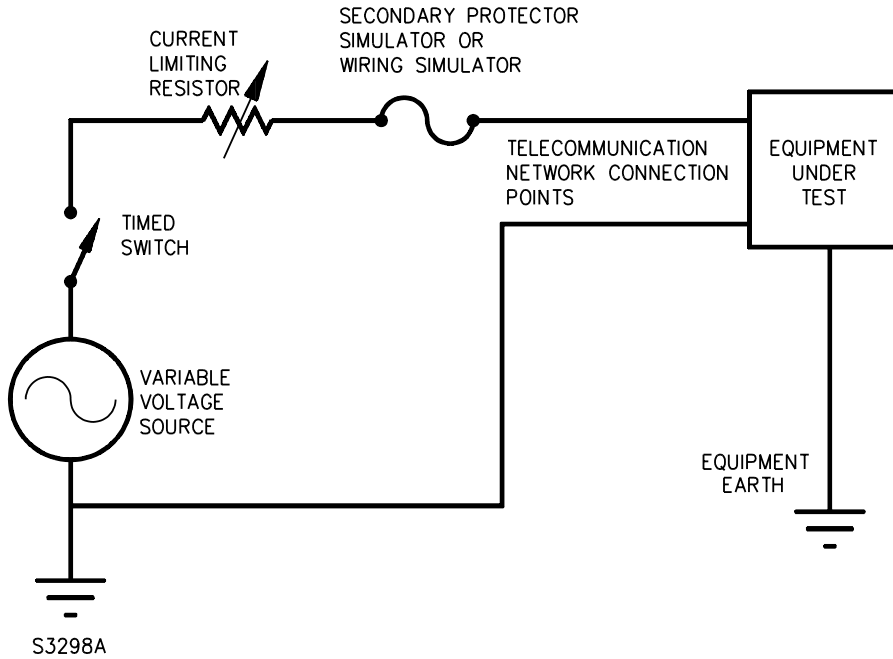 SECONDARY PROTECTOR
SIMULATOR OR
WIRING SIMULATOR
CURRENT
LIMITING
RESISTOR
TELECOMMUNICATION
NETWORK CONNECTION
POINTS
EQUIPMENT
UNDER
TEST
TIMED
SWITCH
VARIABLE
VOLTAGE
SOURCE
EQUIPMENT
EARTH
S3298A